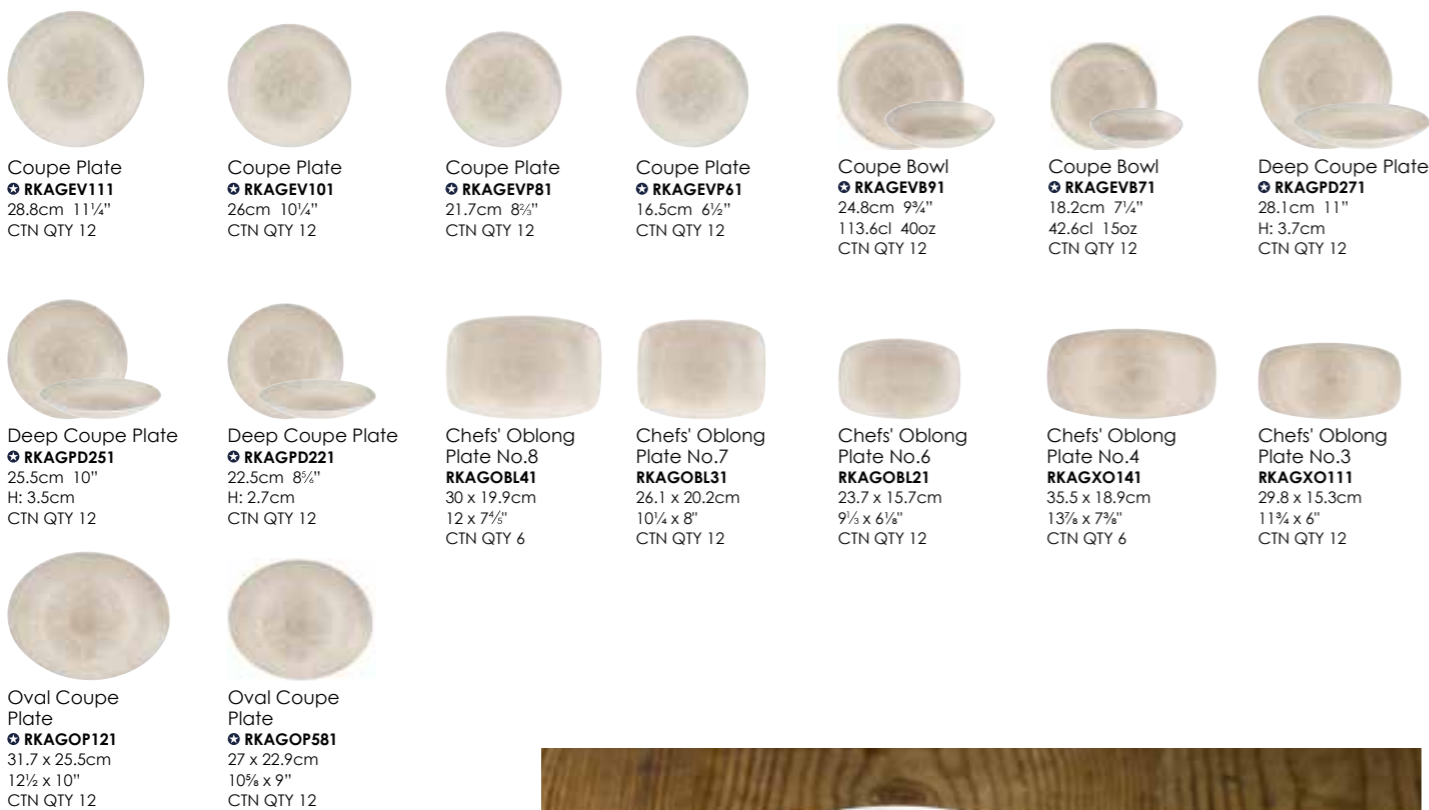 Coupe Plate
✪ RKAGEV111
28.8cm 11¼”
CTN QTY 12
Coupe Plate
✪ RKAGEV101
26cm 10¼”
CTN QTY 12
Coupe Plate
✪ RKAGEVP81
21.7cm 8⅔”
CTN QTY 12
Coupe Plate
✪ RKAGEVP61
16.5cm 6½”
CTN QTY 12
Coupe Bowl
✪ RKAGEVB91
24.8cm 9¾”
113.6cl 40oz
CTN QTY 12
Coupe Bowl
✪ RKAGEVB71
18.2cm 7¼”
42.6cl 15oz
CTN QTY 12
Deep Coupe Plate
✪ RKAGPD271
28.1cm 11”
H: 3.7cm
CTN QTY 12
Deep Coupe Plate
✪ RKAGPD251
25.5cm 10”
H: 3.5cm
CTN QTY 12
Deep Coupe Plate
✪ RKAGPD221
22.5cm
H: 2.7cm
CTN QTY 12
Chefs' Oblong
Plate No.8
RKAGOBL41
30 x 19.9cm
12 x 7⅘"
CTN QTY 6
Chefs' Oblong
Plate No.7
RKAGOBL31
26.1 x 20.2cm
10¼ x 8"
CTN QTY 12
Chefs' Oblong
Plate No.6
RKAGOBL21
23.7 x 15.7cm
9⅓ x 6⅛"
CTN QTY 12
Chefs' Oblong
Plate No.4
RKAGXO141
35.5 x 18.9cm
13⅞ x 7⅜"
CTN QTY 6
Chefs' Oblong
Plate No.3
RKAGXO111
29.8 x 15.3cm
11¾ x 6"
CTN QTY 12
Oval Coupe
Plate
✪ RKAGOP121
31.7 x 25.5cm
12½ x 10”
CTN QTY 12
Oval Coupe
Plate
✪ RKAGOP581
27 x 22.9cm
10⅝ x 9”
CTN QTY 12